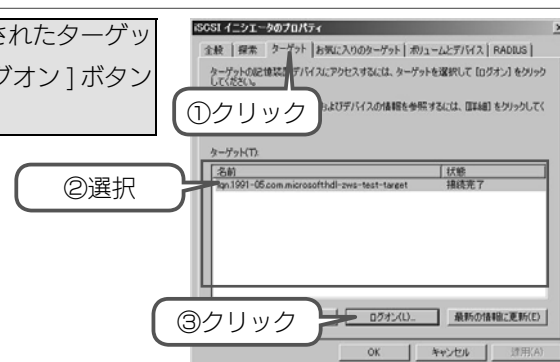 されたターゲッ
グオン］ボタン
iSCSI イニシエータのプロパティ
全般 探索 ターゲット お気に入りのターゲット ボリュームとデバイス RADIUS
ターゲットの記憶装置デバイスにアクセスするには、ターゲットを選択して [ログオン] をクリック
してください。
①クリック
およびデバイスの情報を参照するには、[詳細] をクリックしてく
ターゲット(T):
名前 状態
iqn.1991-05.com.microsofthdl-zws-test-target 接続完了
②選択
③クリック
ログオン(L)... 最新の情報に更新(E)
OK キャンセル 適用(A)